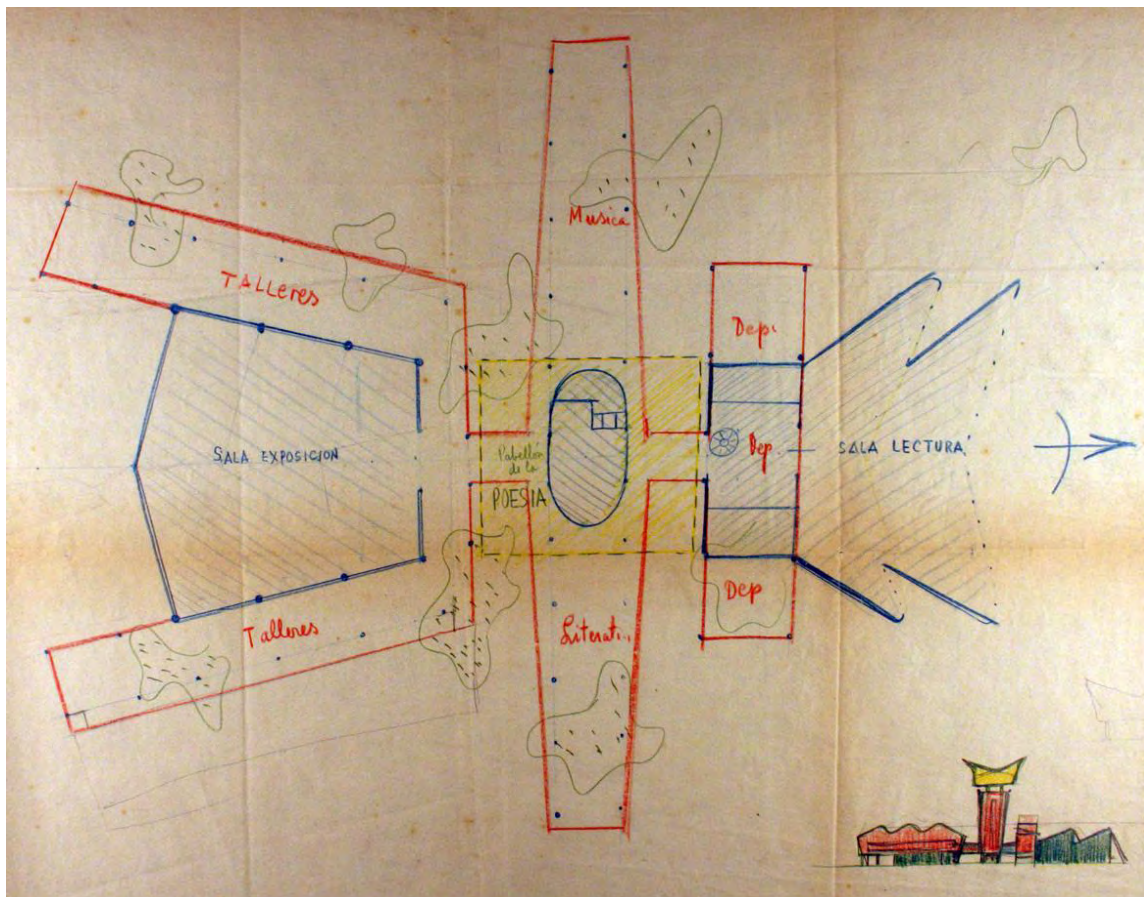 Musica
TALLERES
Dep.
SALA EXPOSICION
Pabellón
de la
POESIA
Dep
SALA LECTURA
Dep
Talleres
Literat...